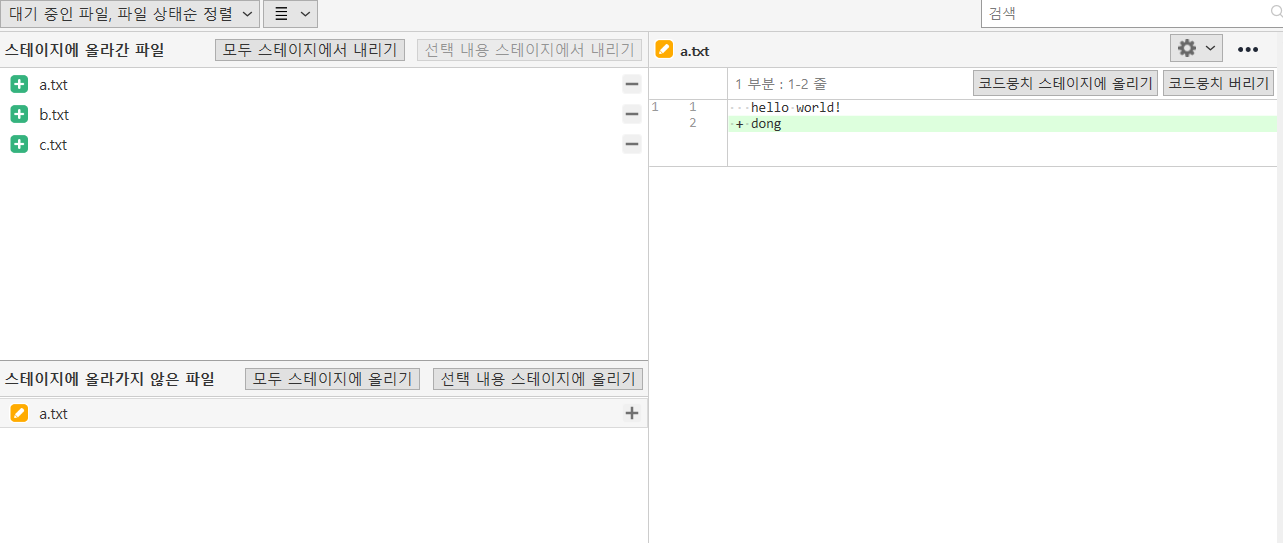 대기 중인 파일, 파일 상태순 정렬
검색
스테이지에 올라간 파일 모두 스테이지에서 내리기 선택 내용 스테이지에서 내리기
a.txt
b.txt
c.txt
스테이지에 올라가지 않은 파일 모두 스테이지에 올리기 선택 내용 스테이지에 올리기
a.txt
a.txt
1 부분 : 1-2 줄 코드뭉치 스테이지에 올리기 코드뭉치 버리기
1 1 hello world!
2 + dong